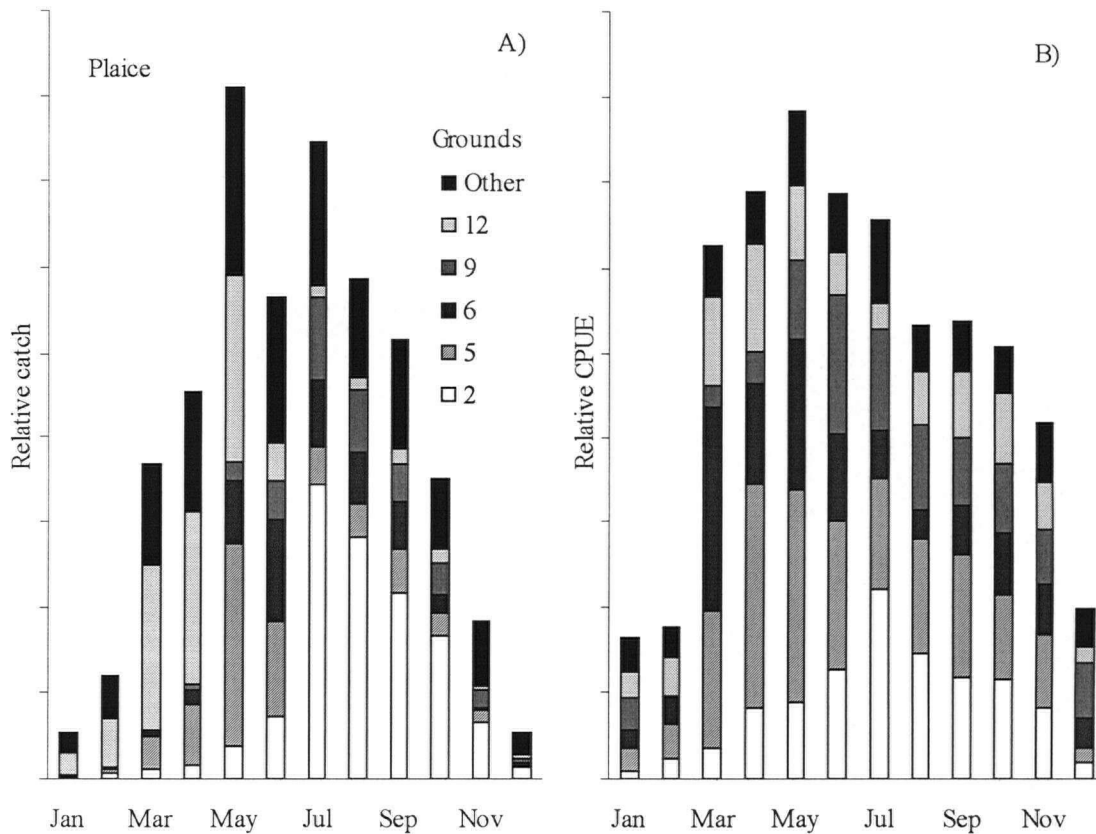 A)
Plaice
Grounds
Other
12
9
6
5
2
Relative catch
Jan Mar May Jul Sep Nov
B)
Relative CPUE
Jan Mar May Jul Sep Nov